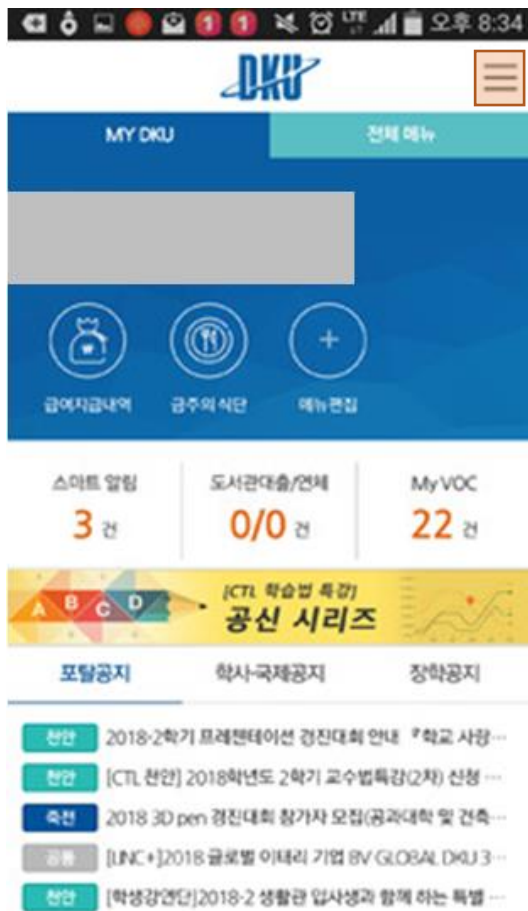 1 1 LTE 오후 8:34
DKU
MY DKU 전체 메뉴
급여지급내역 금주의 식단 메뉴편집
스마트 알림 도서관대출/연체 My VOC
3 건 0/0 건 22 건
A B C D
[CTL 학습법 특강]
공신 시리즈
포탈공지 학사·국제공지 장학공지
천안 2018-2학기 프레젠테이션 경진대회 안내 『학교 사랑···
천안 [CTL 천안] 2018학년도 2학기 교수법특강(2차) 신청 ···
죽전 2018 3D pen 경진대회 참가자 모집(공과대학 및 건축···
공통 [LINC+]2018 글로벌 이태리 기업 8V GLOBAL DKU 3···
천안 [학생강연단]2018-2 생활관 입사생과 함께 하는 특별 ···